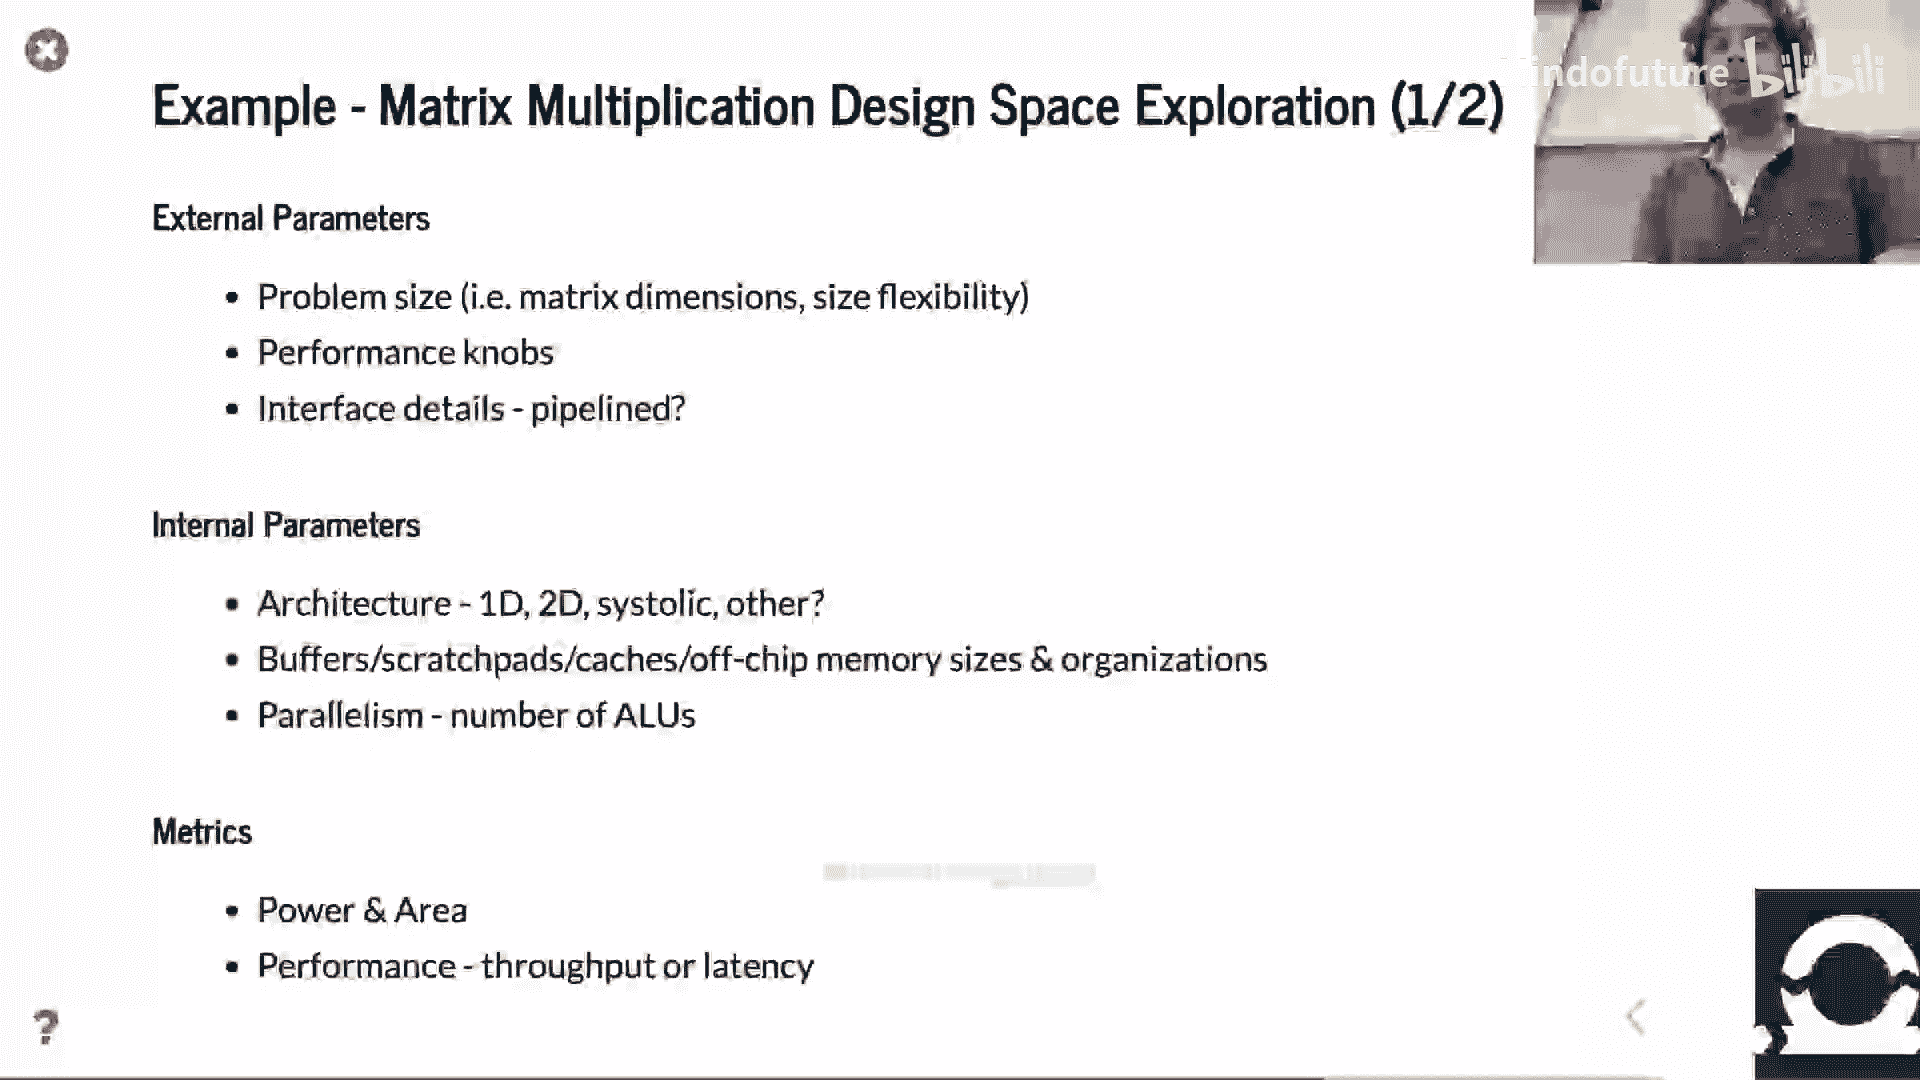 Example - Matrix Multiplication Design Space Exploration (1/2)
indofuture bilibili
External Parameters
• Problem size (i.e. matrix dimensions, size flexibility)
• Performance knobs
• Interface details - pipelined?
Internal Parameters
• Architecture - 1D, 2D, systolic, other?
• Buffers/scratchpads/caches/off-chip memory sizes & organizations
• Parallelism - number of ALUs
Metrics
• Power & Area
• Performance - throughput or latency
?